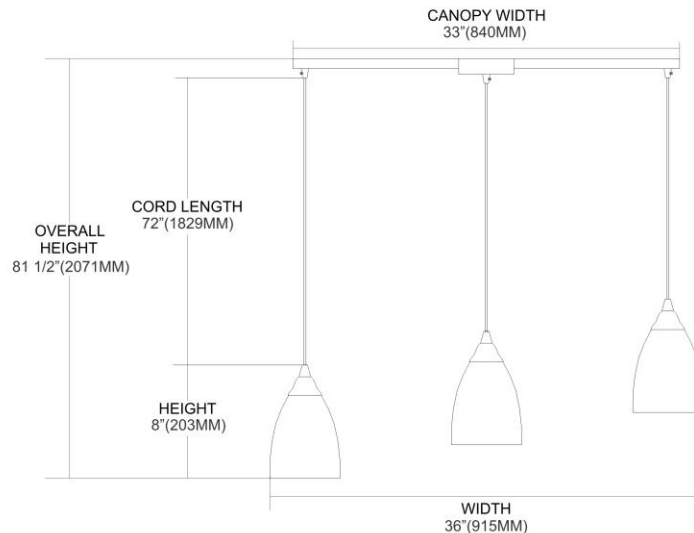 CANOPY WIDTH
33”(840MM)
CORD LENGTH
72”(1829MM)
OVERALL
HEIGHT
81 1/2”(2071MM)
HEIGHT
8”(203MM)
WIDTH
36”(915MM)